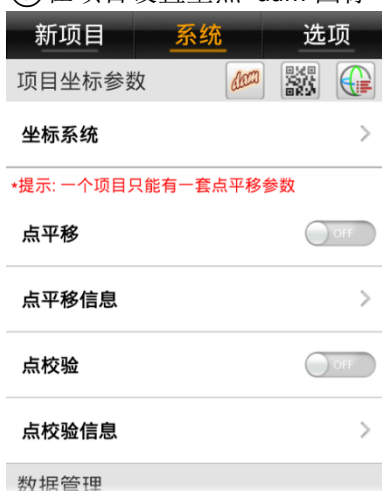 新项目 系统 选项
项目坐标参数 dam
坐标系统
*提示: 一个项目只能有一套点平移参数
点平移 OFF
点平移信息
点校验 OFF
点校验信息
数据管理